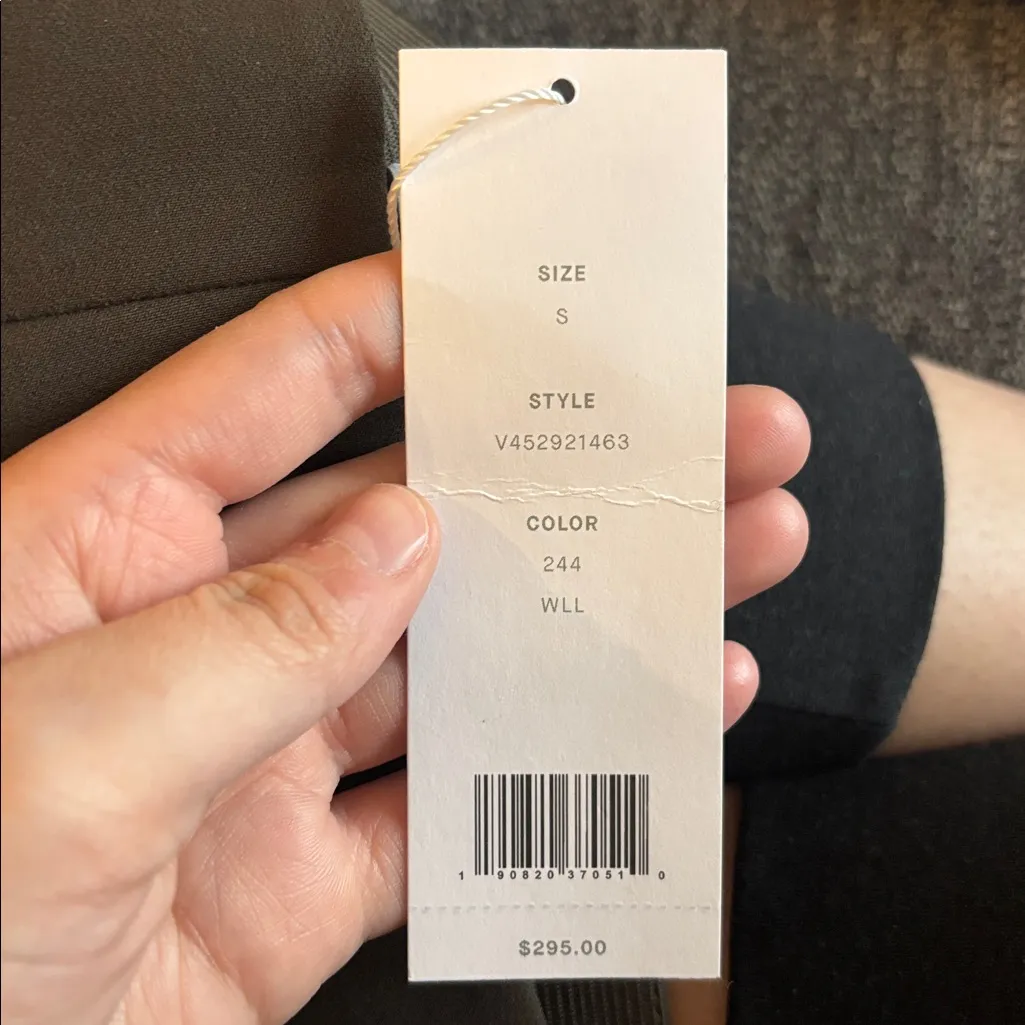 SIZE
S
STYLE
V452921463
COLOR
244
WLL
1 90820 37051 0
$295.00